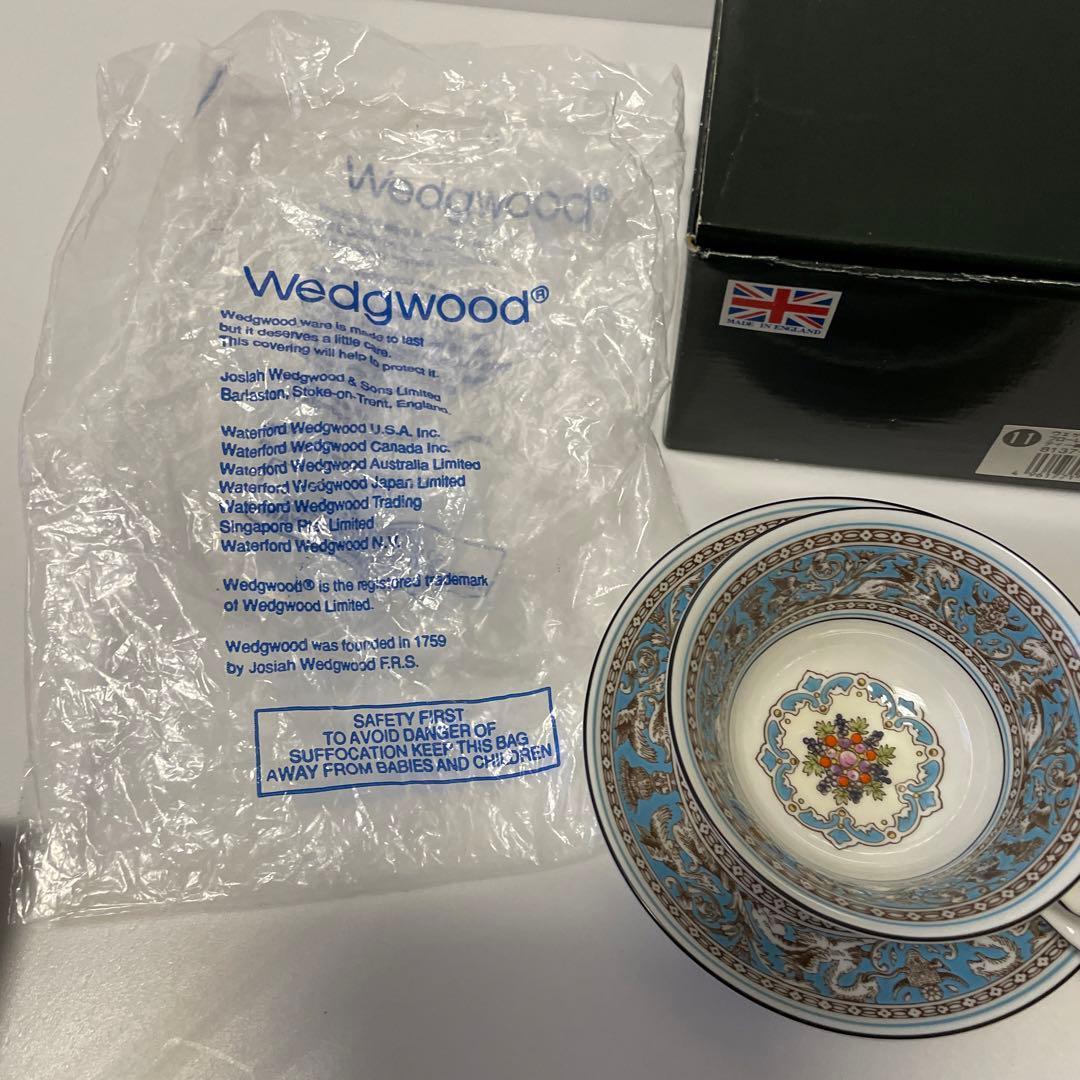 Wedgwood®
Wedgwood®
Wedgwood ware is made to last
but it deserves a little care.
This covering will help to protect it.
Josiah Wedgwood & Sons Limited
Barlaston, Stoke-on-Trent, England.
Waterford Wedgwood U.S.A. Inc.
Waterford Wedgwood Canada Inc.
Waterford Wedgwood Australia Limited
Waterford Wedgwood Japan Limited
Waterford Wedgwood Trading
Singapore Pte. Limited
Waterford Wedgwood N.V.
Wedgwood® is the registered trademark
of Wedgwood Limited.
Wedgwood was founded in 1759
by Josiah Wedgwood F.R.S.
SAFETY FIRST
TO AVOID DANGER OF
SUFFOCATION KEEP THIS BAG
AWAY FROM BABIES AND CHILDREN
MADE IN ENGLAND
11
8137